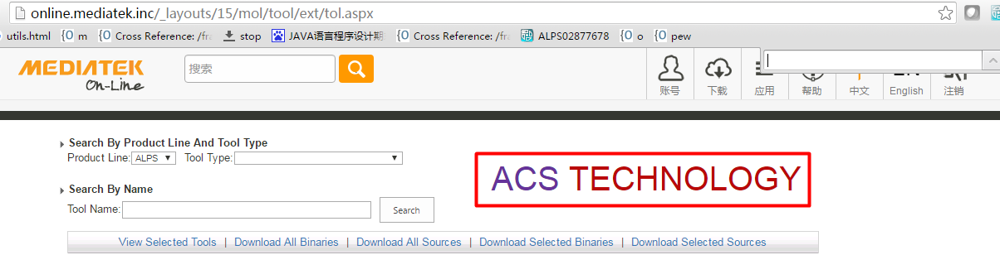 online.mediatek.inc/_layouts/15/mol/tool/ext/tol.aspx
utils.html m Cross Reference: /fra stop JAVA语言程序设计期 Cross Reference: /fr ALPS02877678 o pew
MEDIATEK
On-Line
搜索
账号 下载 应用 帮助 中文 English 注销
Search By Product Line And Tool Type
Product Line: ALPS Tool Type:
ACS TECHNOLOGY
Search By Name
Tool Name: Search
View Selected Tools | Download All Binaries | Download All Sources | Download Selected Binaries | Download Selected Sources